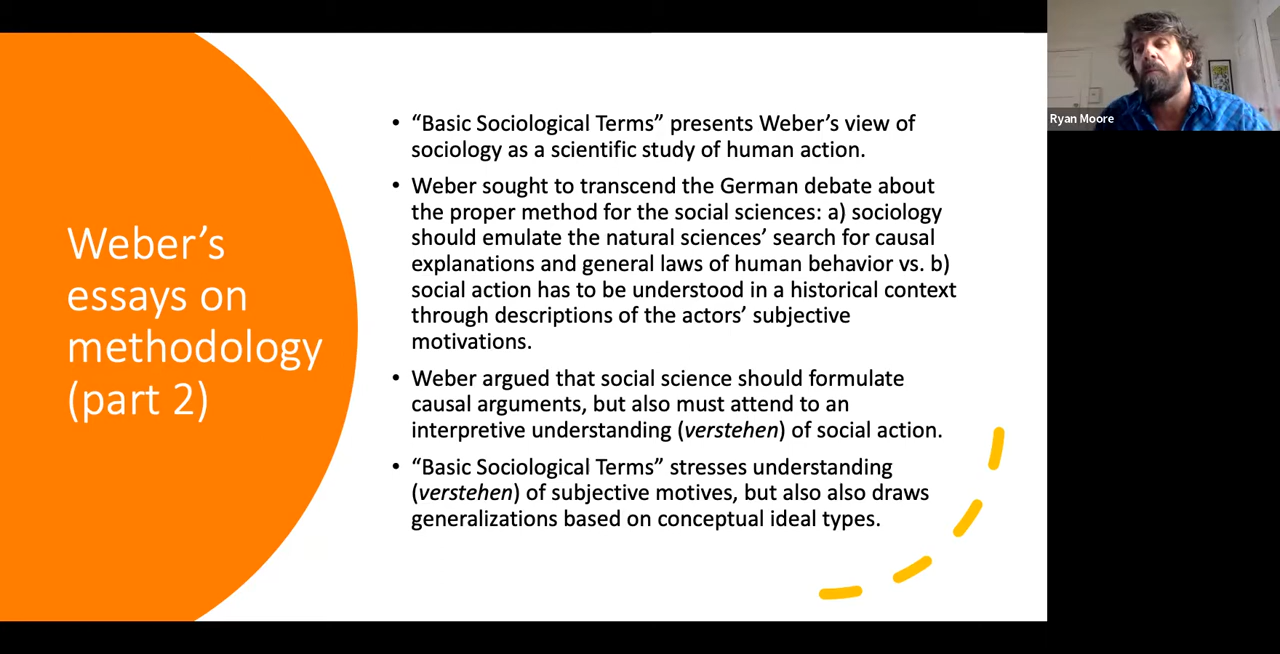 Weber’s
essays on
methodology
(part 2)
• “Basic Sociological Terms” presents Weber’s view of
sociology as a scientific study of human action.
• Weber sought to transcend the German debate about
the proper method for the social sciences: a) sociology
should emulate the natural sciences’ search for causal
explanations and general laws of human behavior vs. b)
social action has to be understood in a historical context
through descriptions of the actors’ subjective
motivations.
• Weber argued that social science should formulate
causal arguments, but also must attend to an
interpretive understanding (verstehen) of social action.
• “Basic Sociological Terms” stresses understanding
(verstehen) of subjective motives, but also also draws
generalizations based on conceptual ideal types.
Ryan Moore